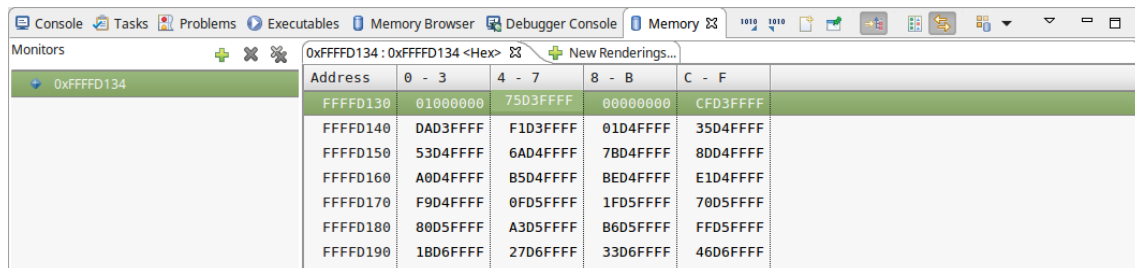 Console Tasks Problems Executables Memory Browser Debugger Console Memory
Monitors
0xFFFFD134 : 0xFFFFD134 <Hex> New Renderings...
0xFFFFD134
Address 0 - 3 4 - 7 8 - B C - F
FFFFD130 01000000 75D3FFFF 00000000 CFD3FFFF
FFFFD140 DAD3FFFF F1D3FFFF 01D4FFFF 35D4FFFF
FFFFD150 53D4FFFF 6AD4FFFF 7BD4FFFF 8DD4FFFF
FFFFD160 A0D4FFFF B5D4FFFF BED4FFFF E1D4FFFF
FFFFD170 F9D4FFFF 0FD5FFFF 1FD5FFFF 70D5FFFF
FFFFD180 80D5FFFF A3D5FFFF B6D5FFFF FFD5FFFF
FFFFD190 1BD6FFFF 27D6FFFF 33D6FFFF 46D6FFFF